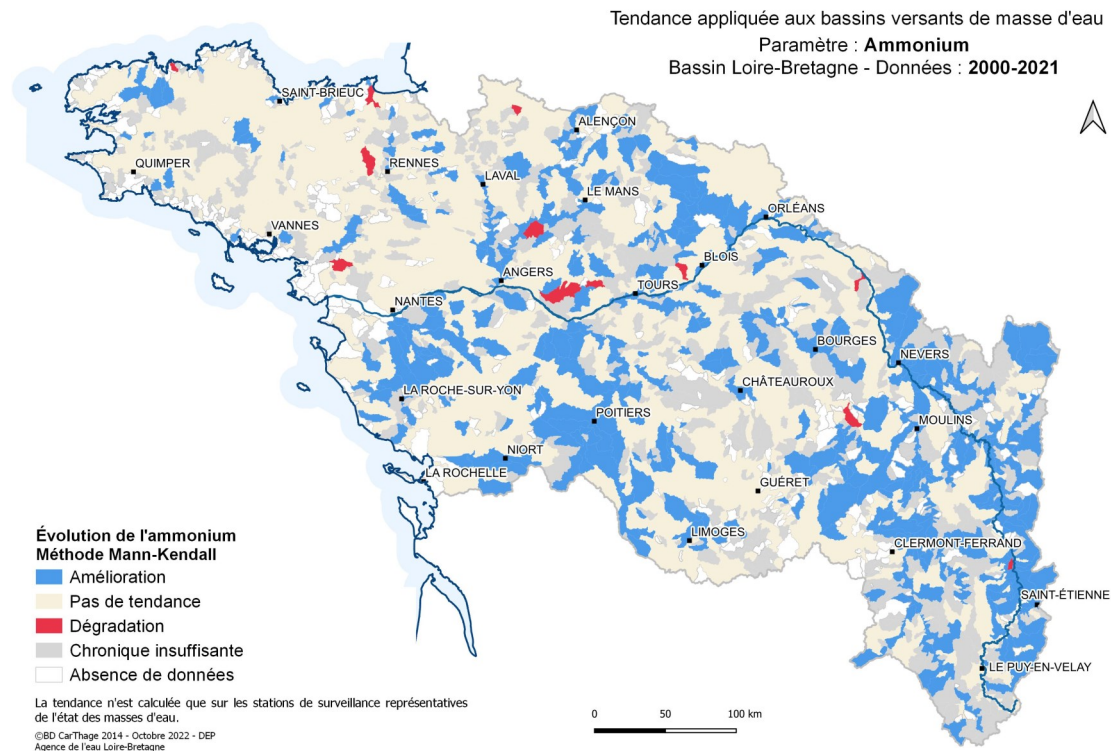 Tendance appliquée aux bassins versants de masse d'eau
Paramètre : Ammonium
Bassin Loire-Bretagne - Données : 2000-2021
SAINT-BRIEUC
ALENÇON
QUIMPER
RENNES
LAVAL
LE MANS
ORLÉANS
VANNES
BLOIS
ANGERS
TOURS
NANTES
BOURGES
NEVERS
CHÂTEAUROUX
LA ROCHE-SUR-YON
POITIERS
MOULINS
NIORT
LA ROCHELLE
GUÉRET
LIMOGES
CLERMONT-FERRAND
SAINT-ÉTIENNE
LE PUY-EN-VELAY
Évolution de l'ammonium
Méthode Mann-Kendall
Amélioration
Pas de tendance
Dégradation
Chronique insuffisante
Absence de données
La tendance n'est calculée que sur les stations de surveillance représentatives
de l'état des masses d'eau.
©BD CarThage 2014 - Octobre 2022 - DEP
Agence de l'eau Loire-Bretagne
0 50 100 km